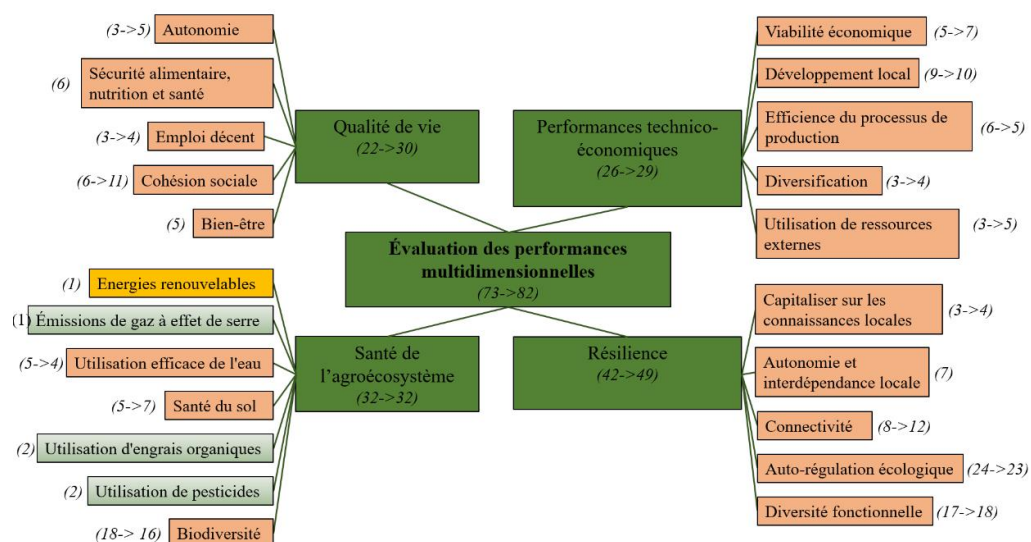 (3->5) Autonomie
(6) Sécurité alimentaire,
nutrition et santé
(3->4) Emploi décent
(6->11) Cohésion sociale
(5) Bien-être
Qualité de vie
(22->30)
Performances technico-
économiques
(26->29)
Viabilité économique (5->7)
Développement local (9->10)
Efficience du processus de
production (6->5)
Diversification (3->4)
Utilisation de ressources
externes (3->5)
Évaluation des performances
multidimensionnelles
(73->82)
(1) Energies renouvelables
(1) Émissions de gaz à effet de serre
(5->4) Utilisation efficace de l'eau
(5->7) Santé du sol
(2) Utilisation d'engrais organiques
(2) Utilisation de pesticides
(18-> 16) Biodiversité
Santé de
l’agroécosystème
(32->32)
Résilience
(42->49)
Capitaliser sur les
connaissances locales (3->4)
Autonomie et
interdépendance locale (7)
Connectivité (8->12)
Auto-régulation écologique (24->23)
Diversité fonctionnelle (17->18)